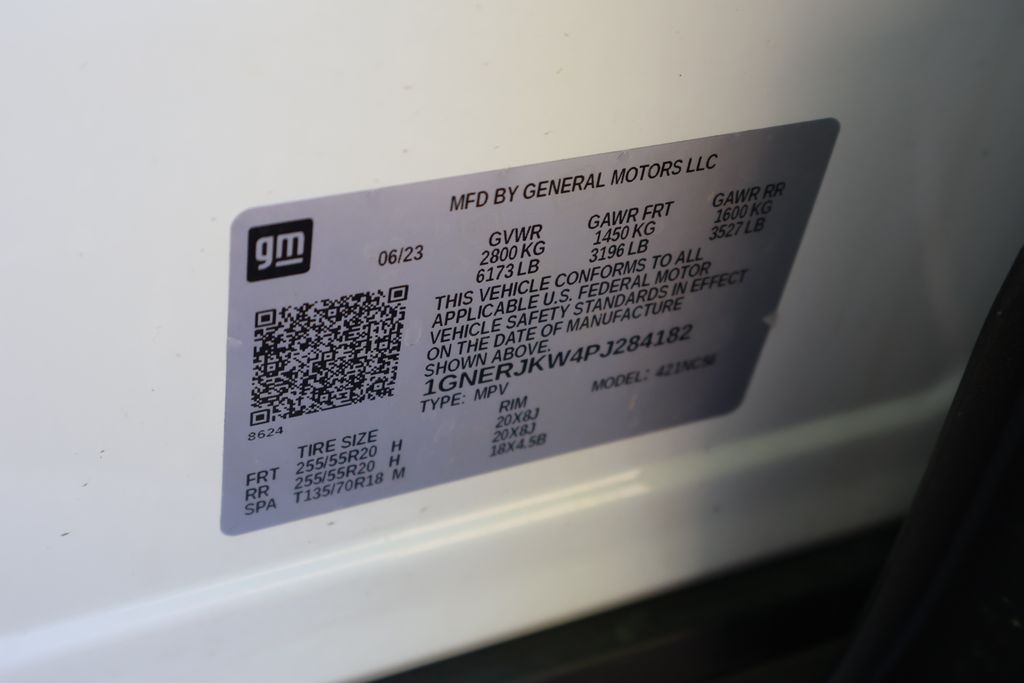 MFD BY GENERAL MOTORS LLC
gm
06/23
GVWR
2800 KG
6173 LB
GAWR FRT
1450 KG
3196 LB
GAWR RR
1600 KG
3527 LB
THIS VEHICLE CONFORMS TO ALL
APPLICABLE U.S. FEDERAL MOTOR
VEHICLE SAFETY STANDARDS IN EFFECT
ON THE DATE OF MANUFACTURE
SHOWN ABOVE.
1GNERJKW4PJ284182
TYPE: MPV
MODEL: 421NC56
8624
TIRE SIZE
RIM
FRT 255/55R20 H 20X8J
RR 255/55R20 H 20X8J
SPA T135/70R18 M 18X4.5B